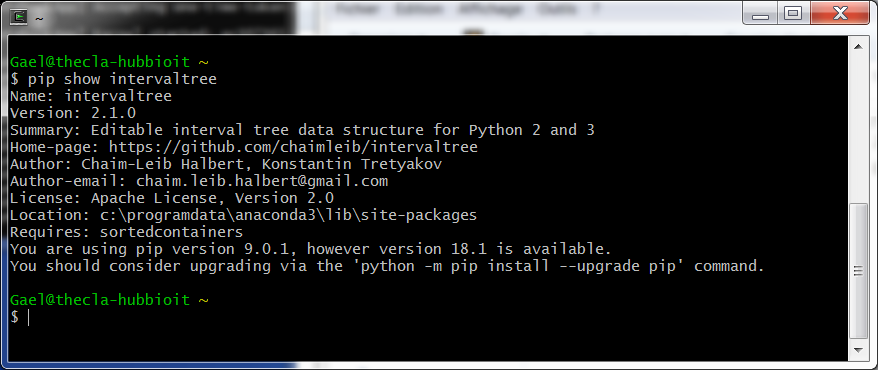 Fichier Edition Affichage Outils ?
~
Gael@thecla-hubbioit ~
$ pip show intervaltree
Name: intervaltree
Version: 2.1.0
Summary: Editable interval tree data structure for Python 2 and 3
Home-page: https://github.com/chaimleib/intervaltree
Author: Chaim-Leib Halbert, Konstantin Tretyakov
Author-email: chaim.leib.halbert@gmail.com
License: Apache License, Version 2.0
Location: c:\programdata\anaconda3\lib\site-packages
Requires: sortedcontainers
You are using pip version 9.0.1, however version 18.1 is available.
You should consider upgrading via the 'python -m pip install --upgrade pip' command.
Gael@thecla-hubbioit ~
$